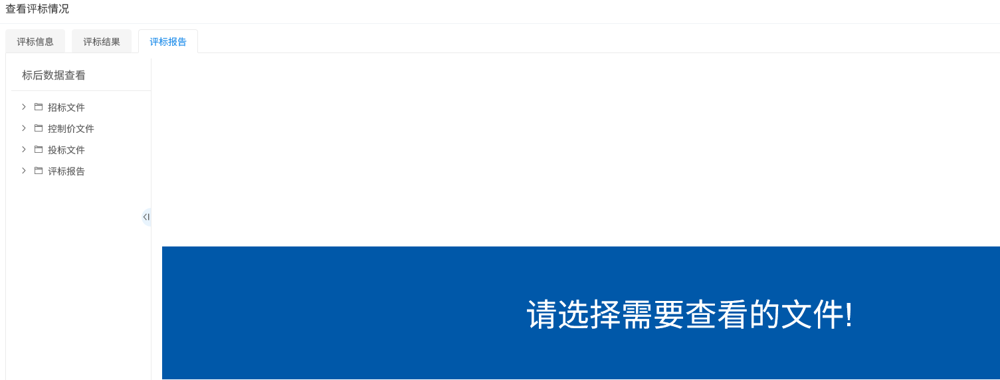 查看评标情况
评标信息 评标结果 评标报告
标后数据查看
招标文件
控制价文件
投标文件
评标报告
请选择需要查看的文件!